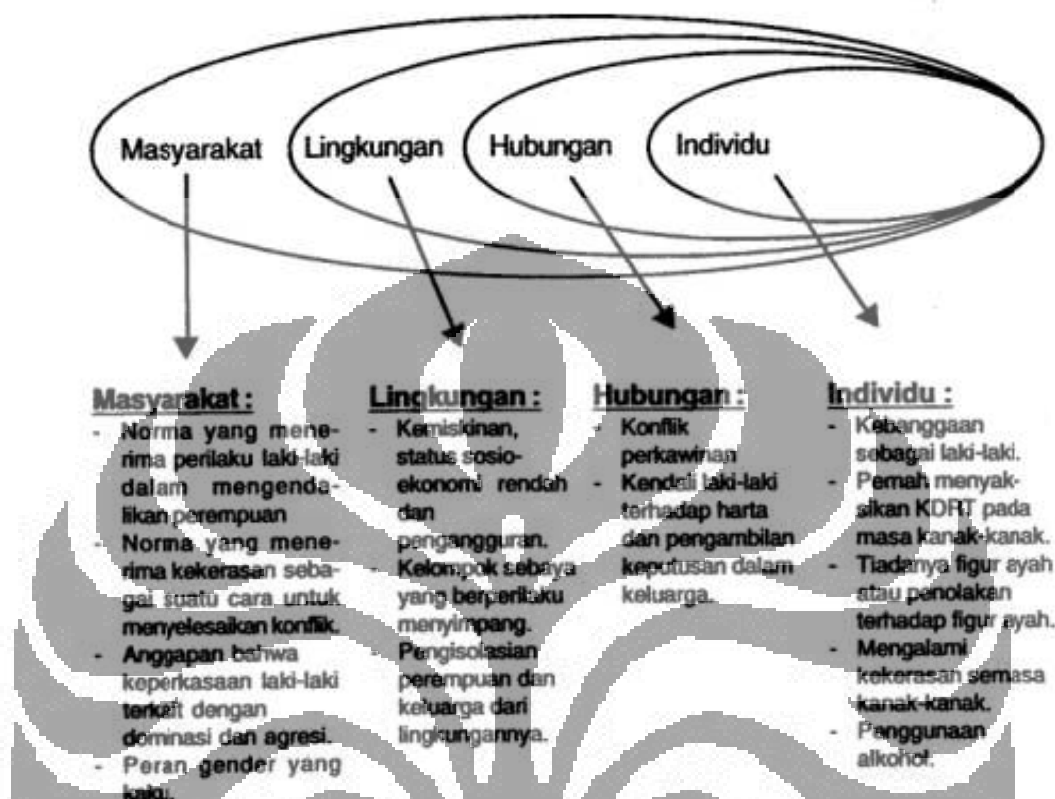 Masyarakat
Lingkungan
Hubungan
Individu
Masyarakat :
- Norma yang mene-
rima perilaku laki-laki
dalam mengenda-
likan perempuan
- Norma yang mene-
rima kekerasan seba-
gai suatu cara untuk
menyelesaikan konflik.
- Anggapan bahwa
keperkasaan laki-laki
terkait dengan
dominasi dan agresi.
- Peran gender yang
kaku.
Lingkungan :
- Kemiskinan,
status sosio-
ekonomi rendah
dan
pengangguran.
- Kelompok sebaya
yang berperilaku
menyimpang.
- Pengisolasian
perempuan dan
keluarga dari
lingkungannya.
Hubungan :
- Konflik
perkawinan
- Kendali laki-laki
terhadap harta
dan pengambilan
keputusan dalam
keluarga.
Individu :
- Kebanggaan
sebagai laki-laki.
- Pernah menyak-
sikan KDRT pada
masa kanak-kanak.
- Tiadanya figur ayah
atau penolakan
terhadap figur ayah.
- Mengalami
kekerasan semasa
kanak-kanak.
- Penggunaan
alkohol.